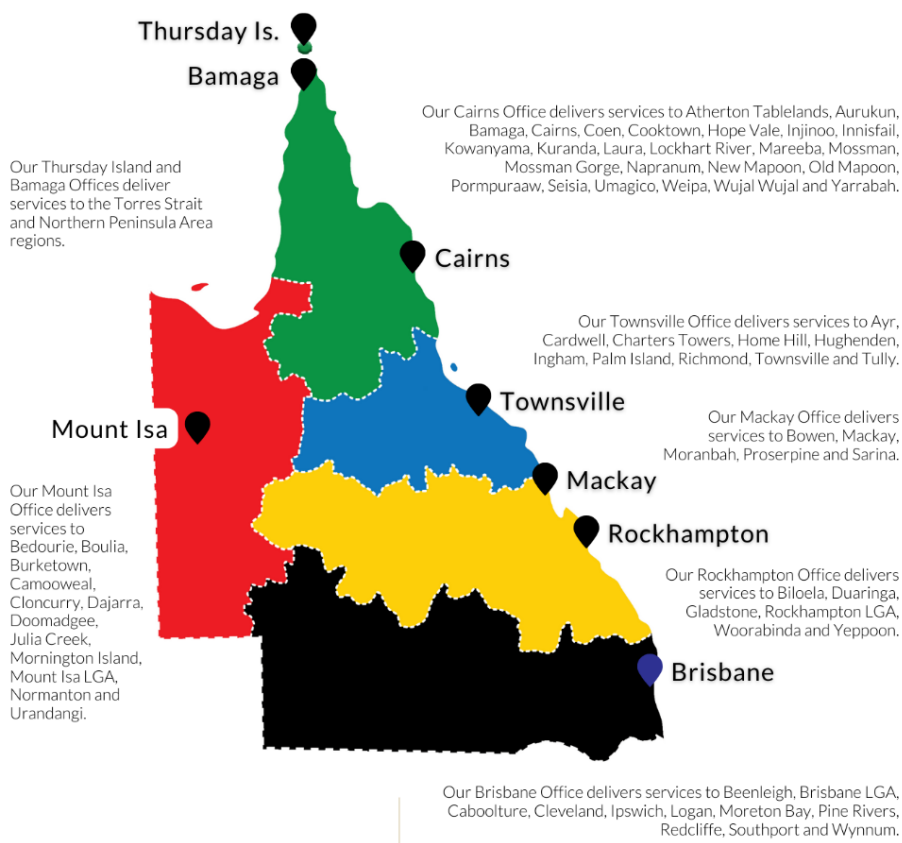 Thursday Is.
Bamaga
Our Cairns Office delivers services to Atherton Tablelands, Aurukun,
Bamaga, Cairns, Coen, Cooktown, Hope Vale, Injinoo, Innisfail,
Kowanyama, Kuranda, Laura, Lockhart River, Mareeba, Mossman,
Mossman Gorge, Napranum, New Mapoon, Old Mapoon,
Pormpuraaw, Seisia, Umagico, Weipa, Wujal Wujal and Yarrabah.
Our Thursday Island and
Bamaga Offices deliver
services to the Torres Strait
and Northern Peninsula Area
regions.
Cairns
Our Townsville Office delivers services to Ayr,
Cardwell, Charters Towers, Home Hill, Hughenden,
Ingham, Palm Island, Richmond, Townsville and Tully.
Townsville
Mount Isa
Our Mackay Office delivers
services to Bowen, Mackay,
Moranbah, Proserpine and Sarina.
Mackay
Our Mount Isa
Office delivers
services to
Bedourie, Boulia,
Burketown,
Camooweal,
Cloncurry, Dajarra,
Doomadgee,
Julia Creek,
Mornington Island,
Mount Isa LGA,
Normanton and
Urandangi.
Rockhampton
Our Rockhampton Office delivers
services to Biloela, Duaringa,
Gladstone, Rockhampton LGA,
Woorabinda and Yeppoon.
Brisbane
Our Brisbane Office delivers services to Beenleigh, Brisbane LGA,
Caboolture, Cleveland, Ipswich, Logan, Moreton Bay, Pine Rivers,
Redcliffe, Southport and Wynnum.